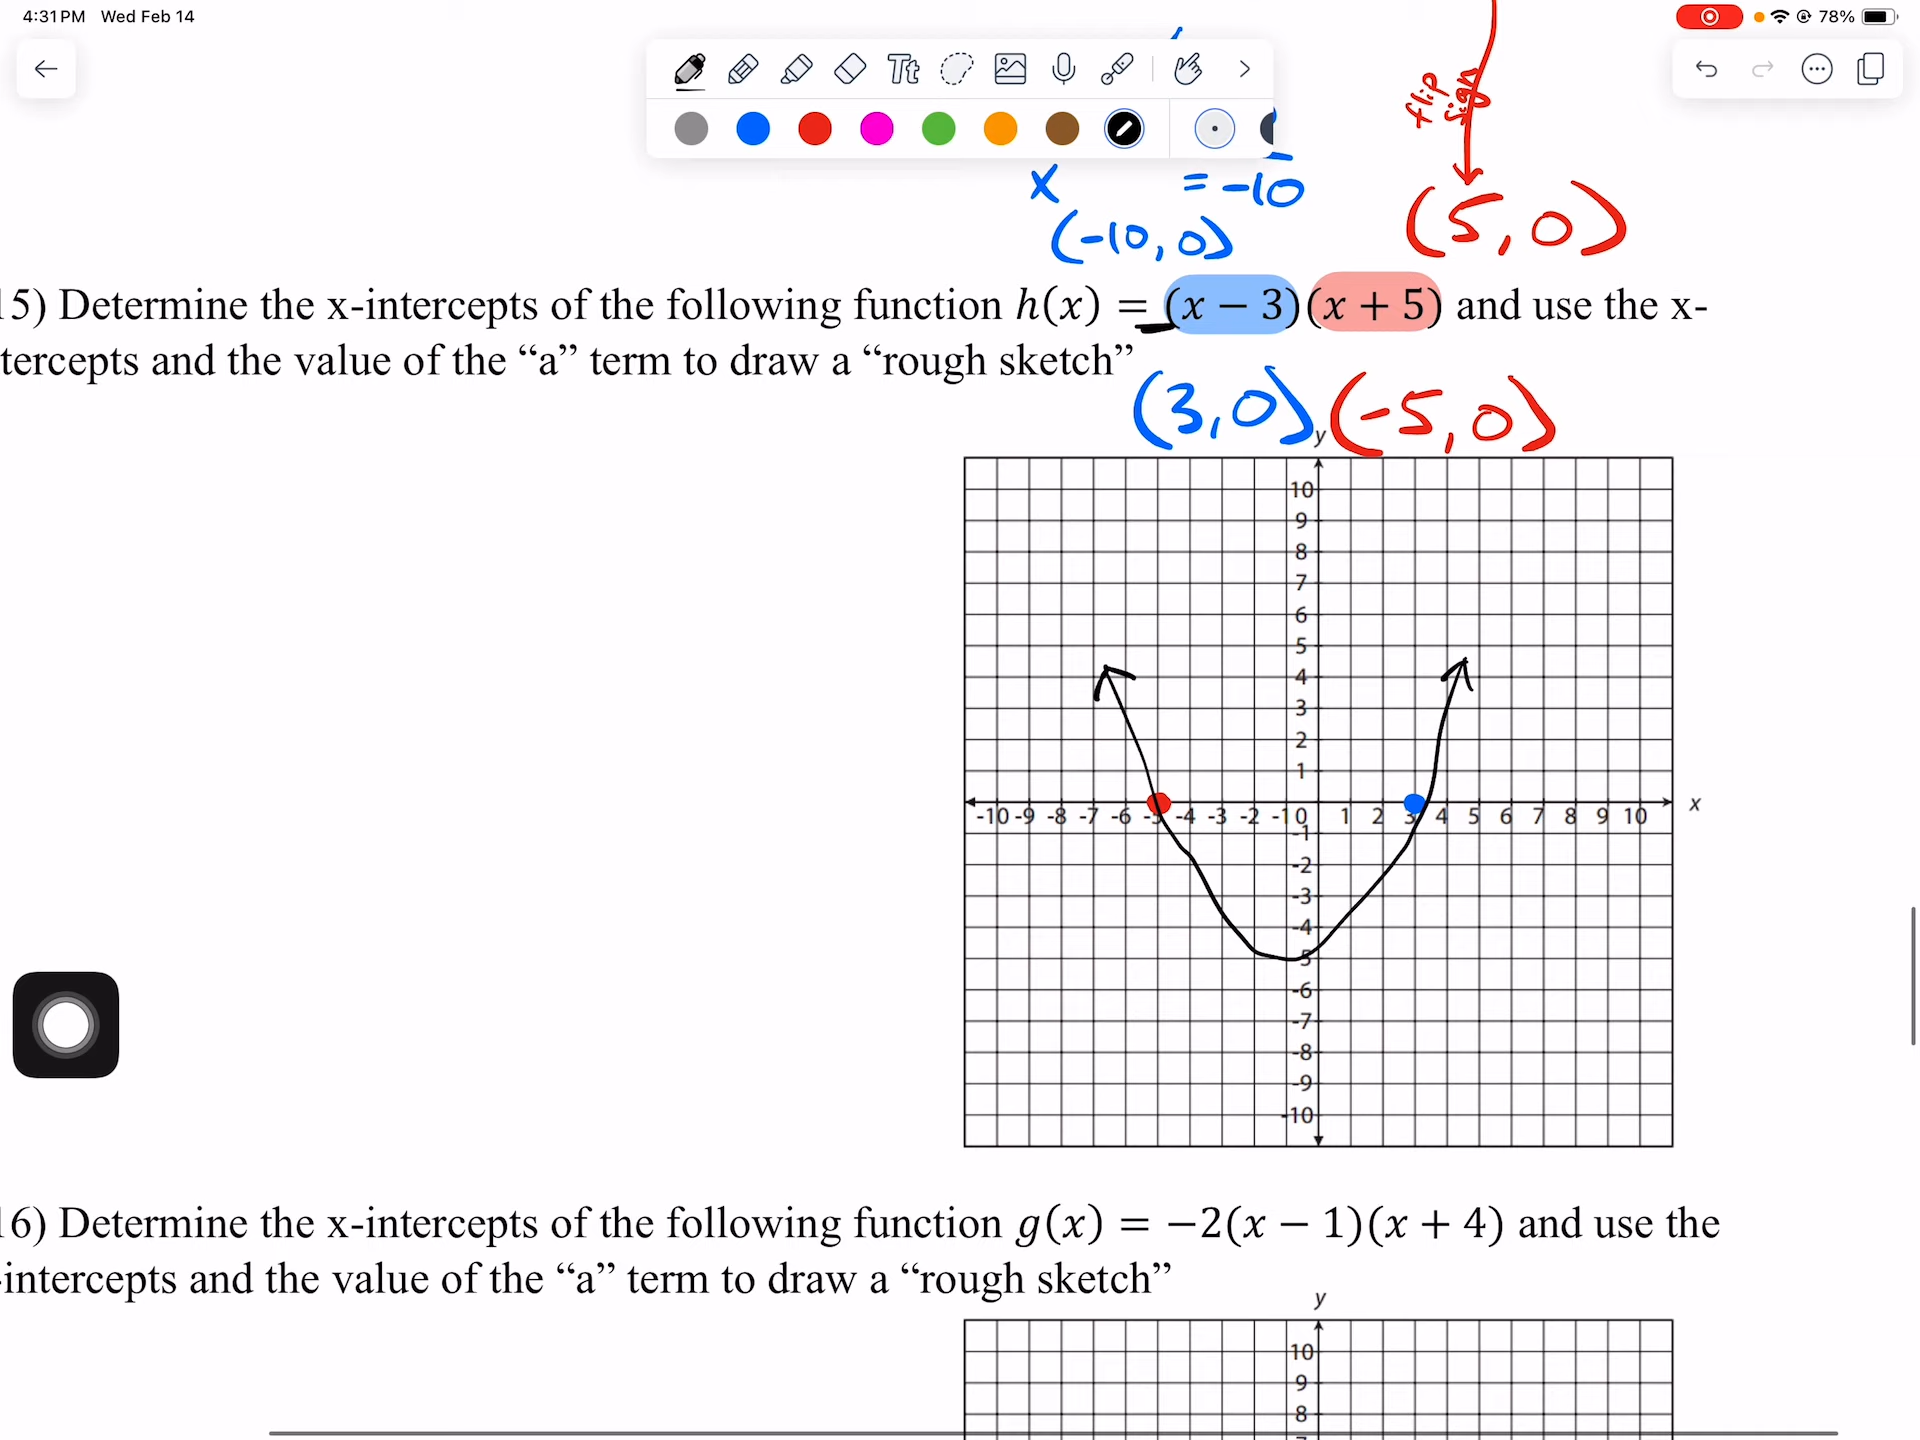 4:31 PM Wed Feb 14
78%
Tt
flip
sign
x = -10
(-10, 0)
(5, 0)
15) Determine the x-intercepts of the following function h(x) = (x − 3)(x + 5) and use the x-
tercepts and the value of the “a” term to draw a “rough sketch”
(3, 0) (-5, 0)
y
10
9
8
7
6
5
4
3
2
1
-10 -9 -8 -7 -6 -5 -4 -3 -2 -1 0 1 2 3 4 5 6 7 8 9 10 x
-1
-2
-3
-4
-5
-6
-7
-8
-9
-10
16) Determine the x-intercepts of the following function g(x) = −2(x − 1)(x + 4) and use the
-intercepts and the value of the “a” term to draw a “rough sketch”
y
10
9
8